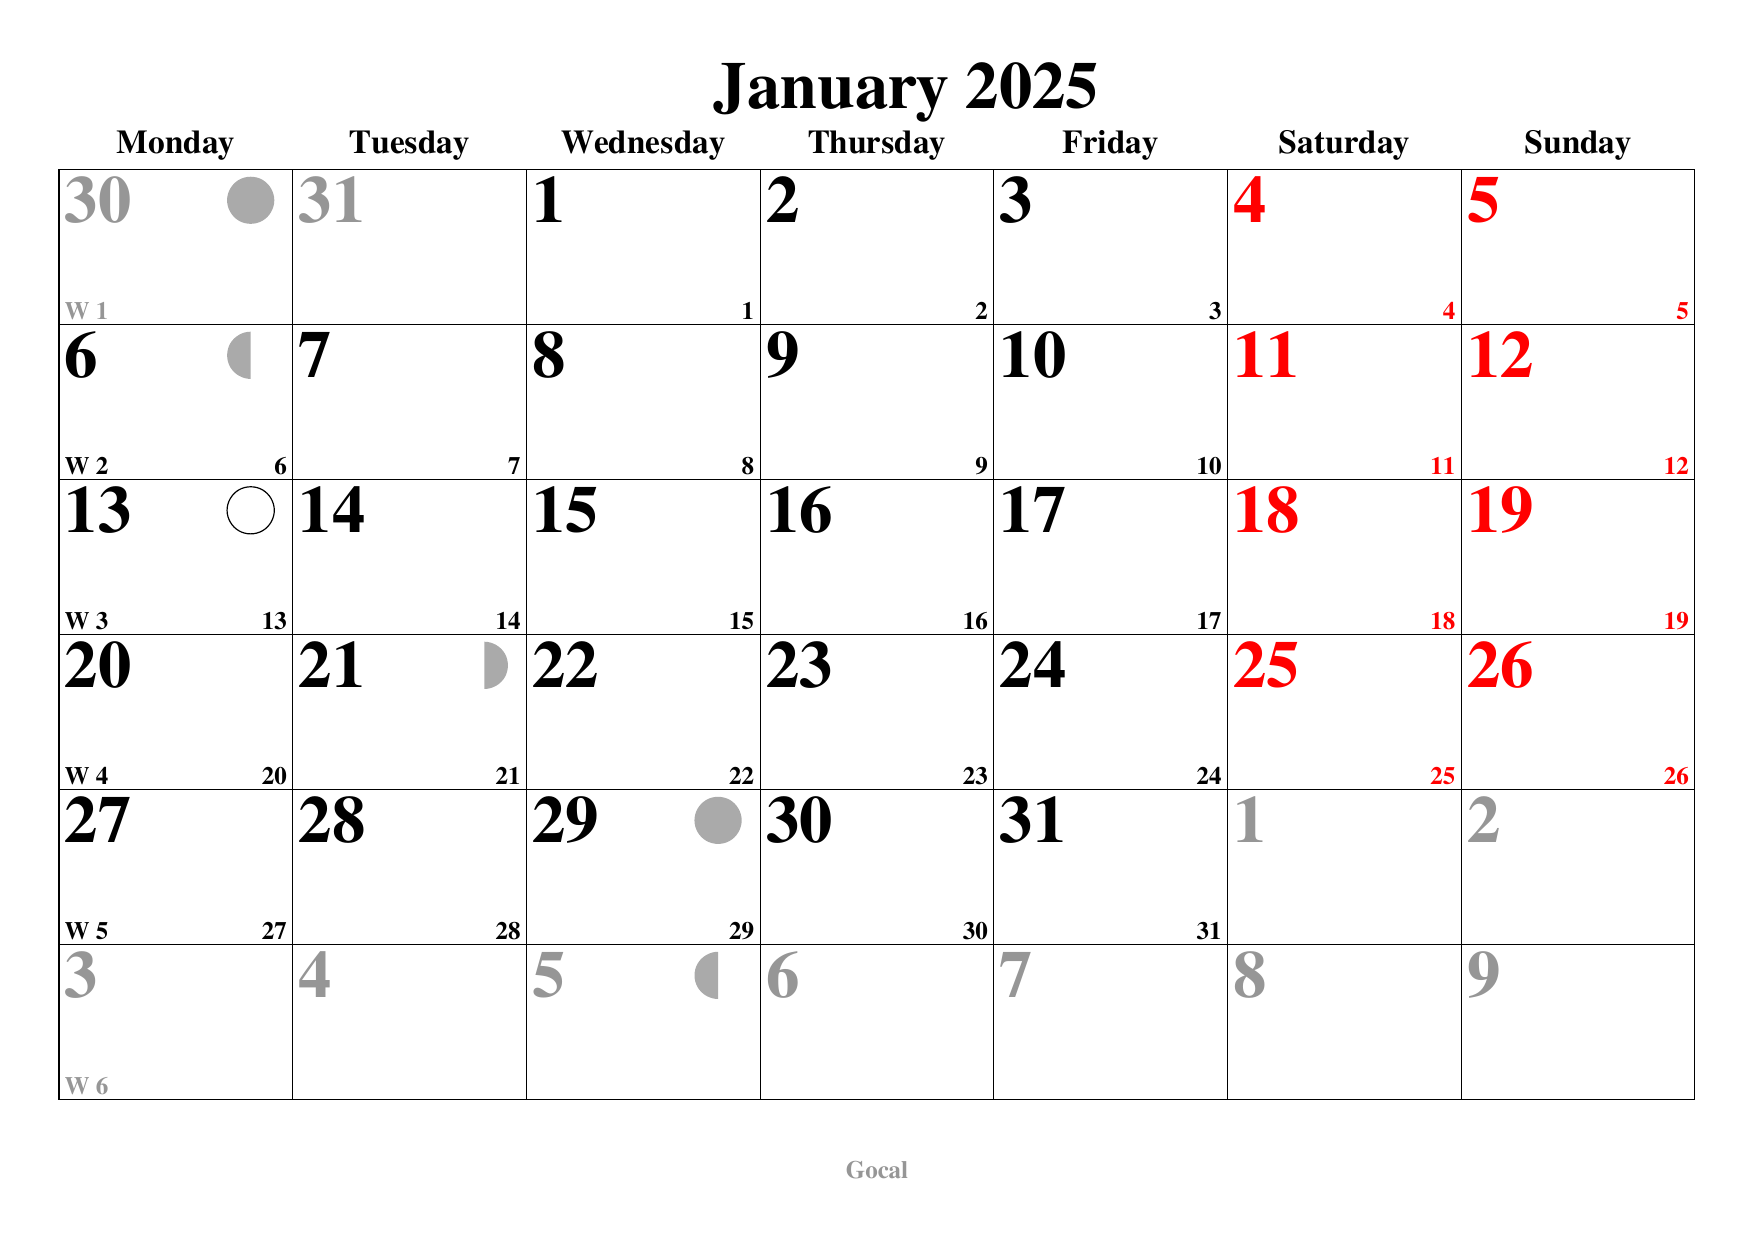 January 2025
Monday Tuesday Wednesday Thursday Friday Saturday Sunday
30 31 1 2 3 4 5
W 1 1 2 3 4 5
6 7 8 9 10 11 12
W 2 6 7 8 9 10 11 12
13 14 15 16 17 18 19
W 3 13 14 15 16 17 18 19
20 21 22 23 24 25 26
W 4 20 21 22 23 24 25 26
27 28 29 30 31 1 2
W 5 27 28 29 30 31
3 4 5 6 7 8 9
W 6
Gocal